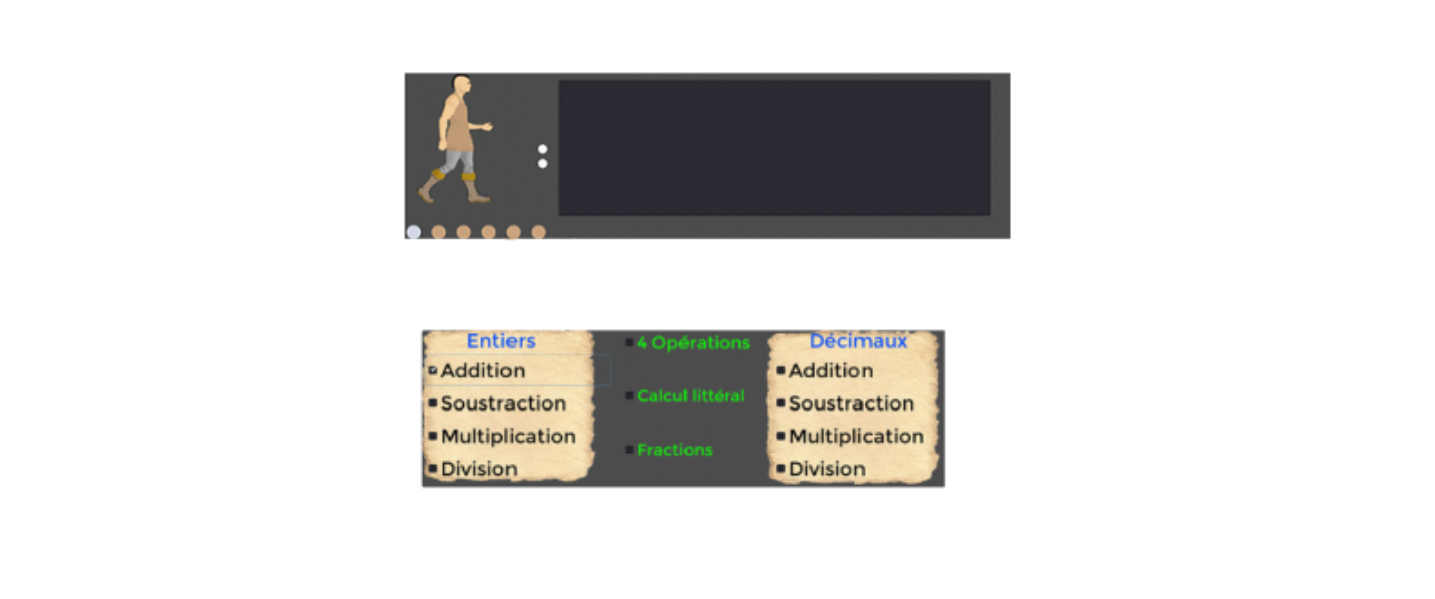 Entiers
Addition
Soustraction
Multiplication
Division
4 Opérations
Calcul littéral
Fractions
Décimaux
Addition
Soustraction
Multiplication
Division